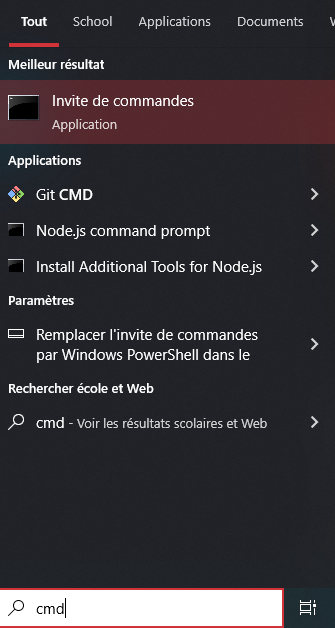 Tout School Applications Documents
Meilleur résultat
Invite de commandes
Application
Applications
Git CMD
Node.js command prompt
Install Additional Tools for Node.js
Paramètres
Remplacer l'invite de commandes
par Windows PowerShell dans le
Rechercher école et Web
cmd - Voir les résultats scolaires et Web
cmd